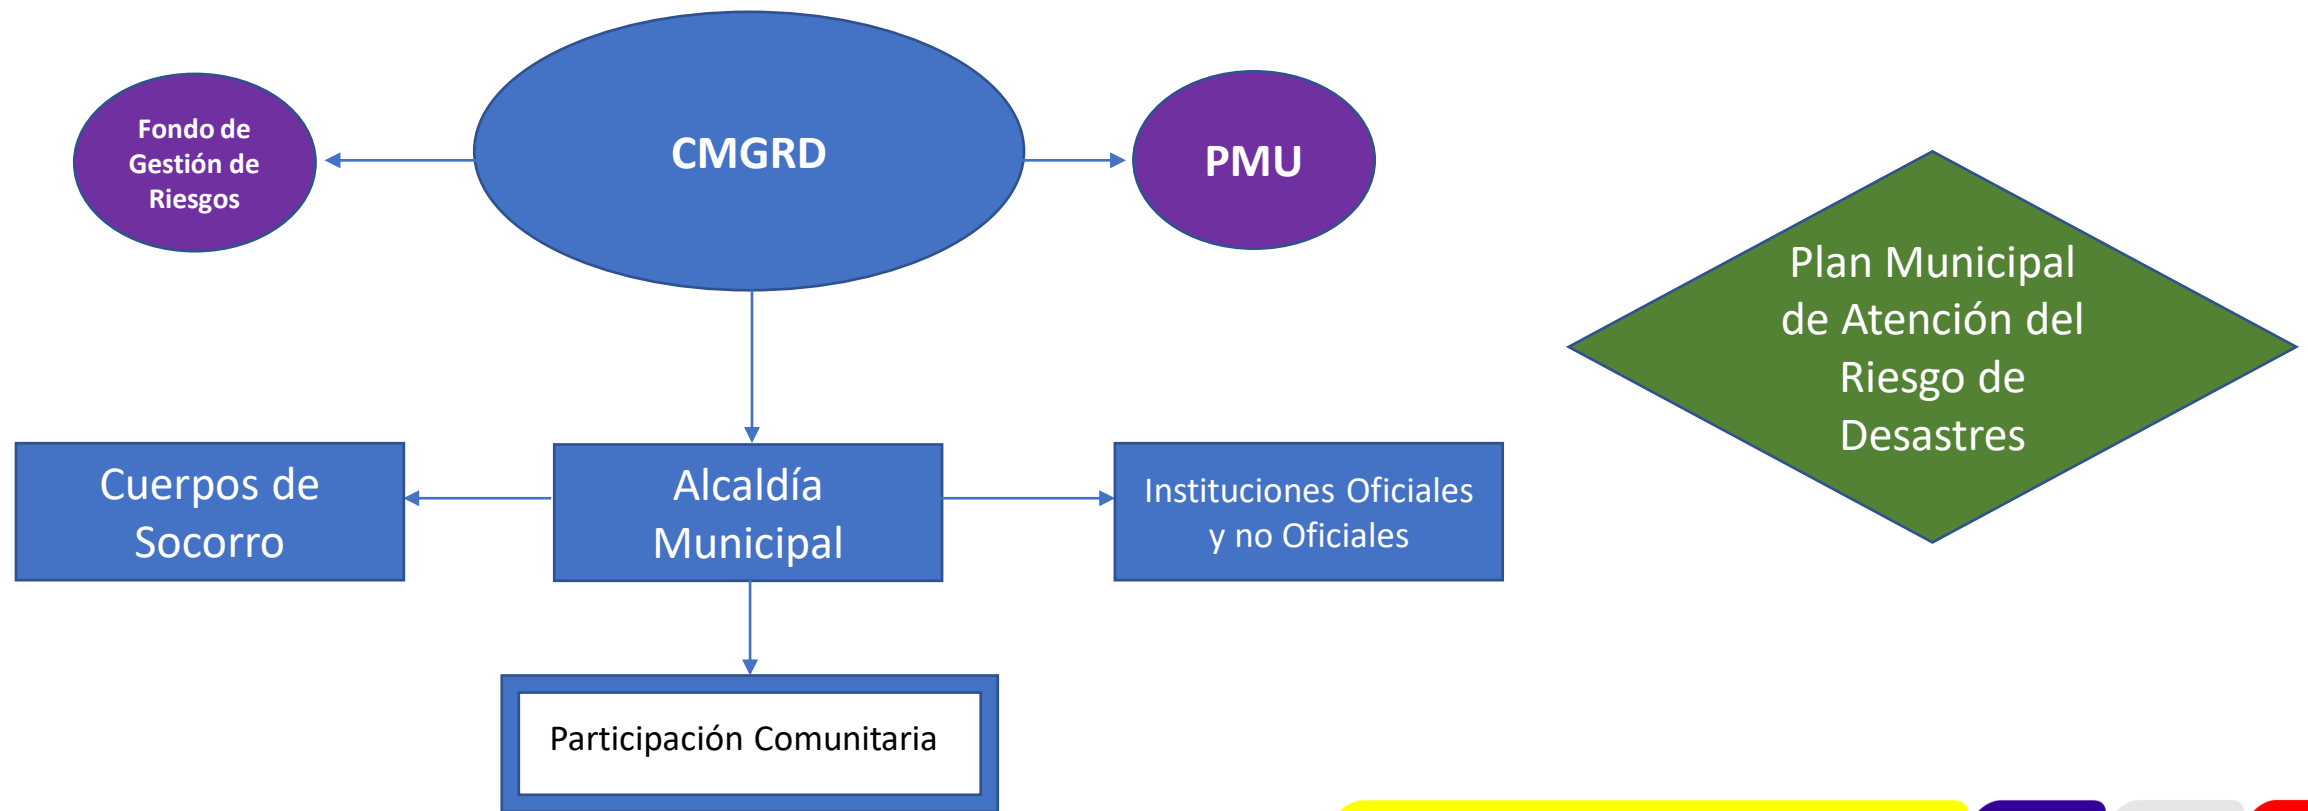 Fondo de
Gestión de
Riesgos
CMGRD
PMU
Plan Municipal
de Atención del
Riesgo de
Desastres
Cuerpos de
Socorro
Alcaldía
Municipal
Instituciones Oficiales
y no Oficiales
Participación Comunitaria